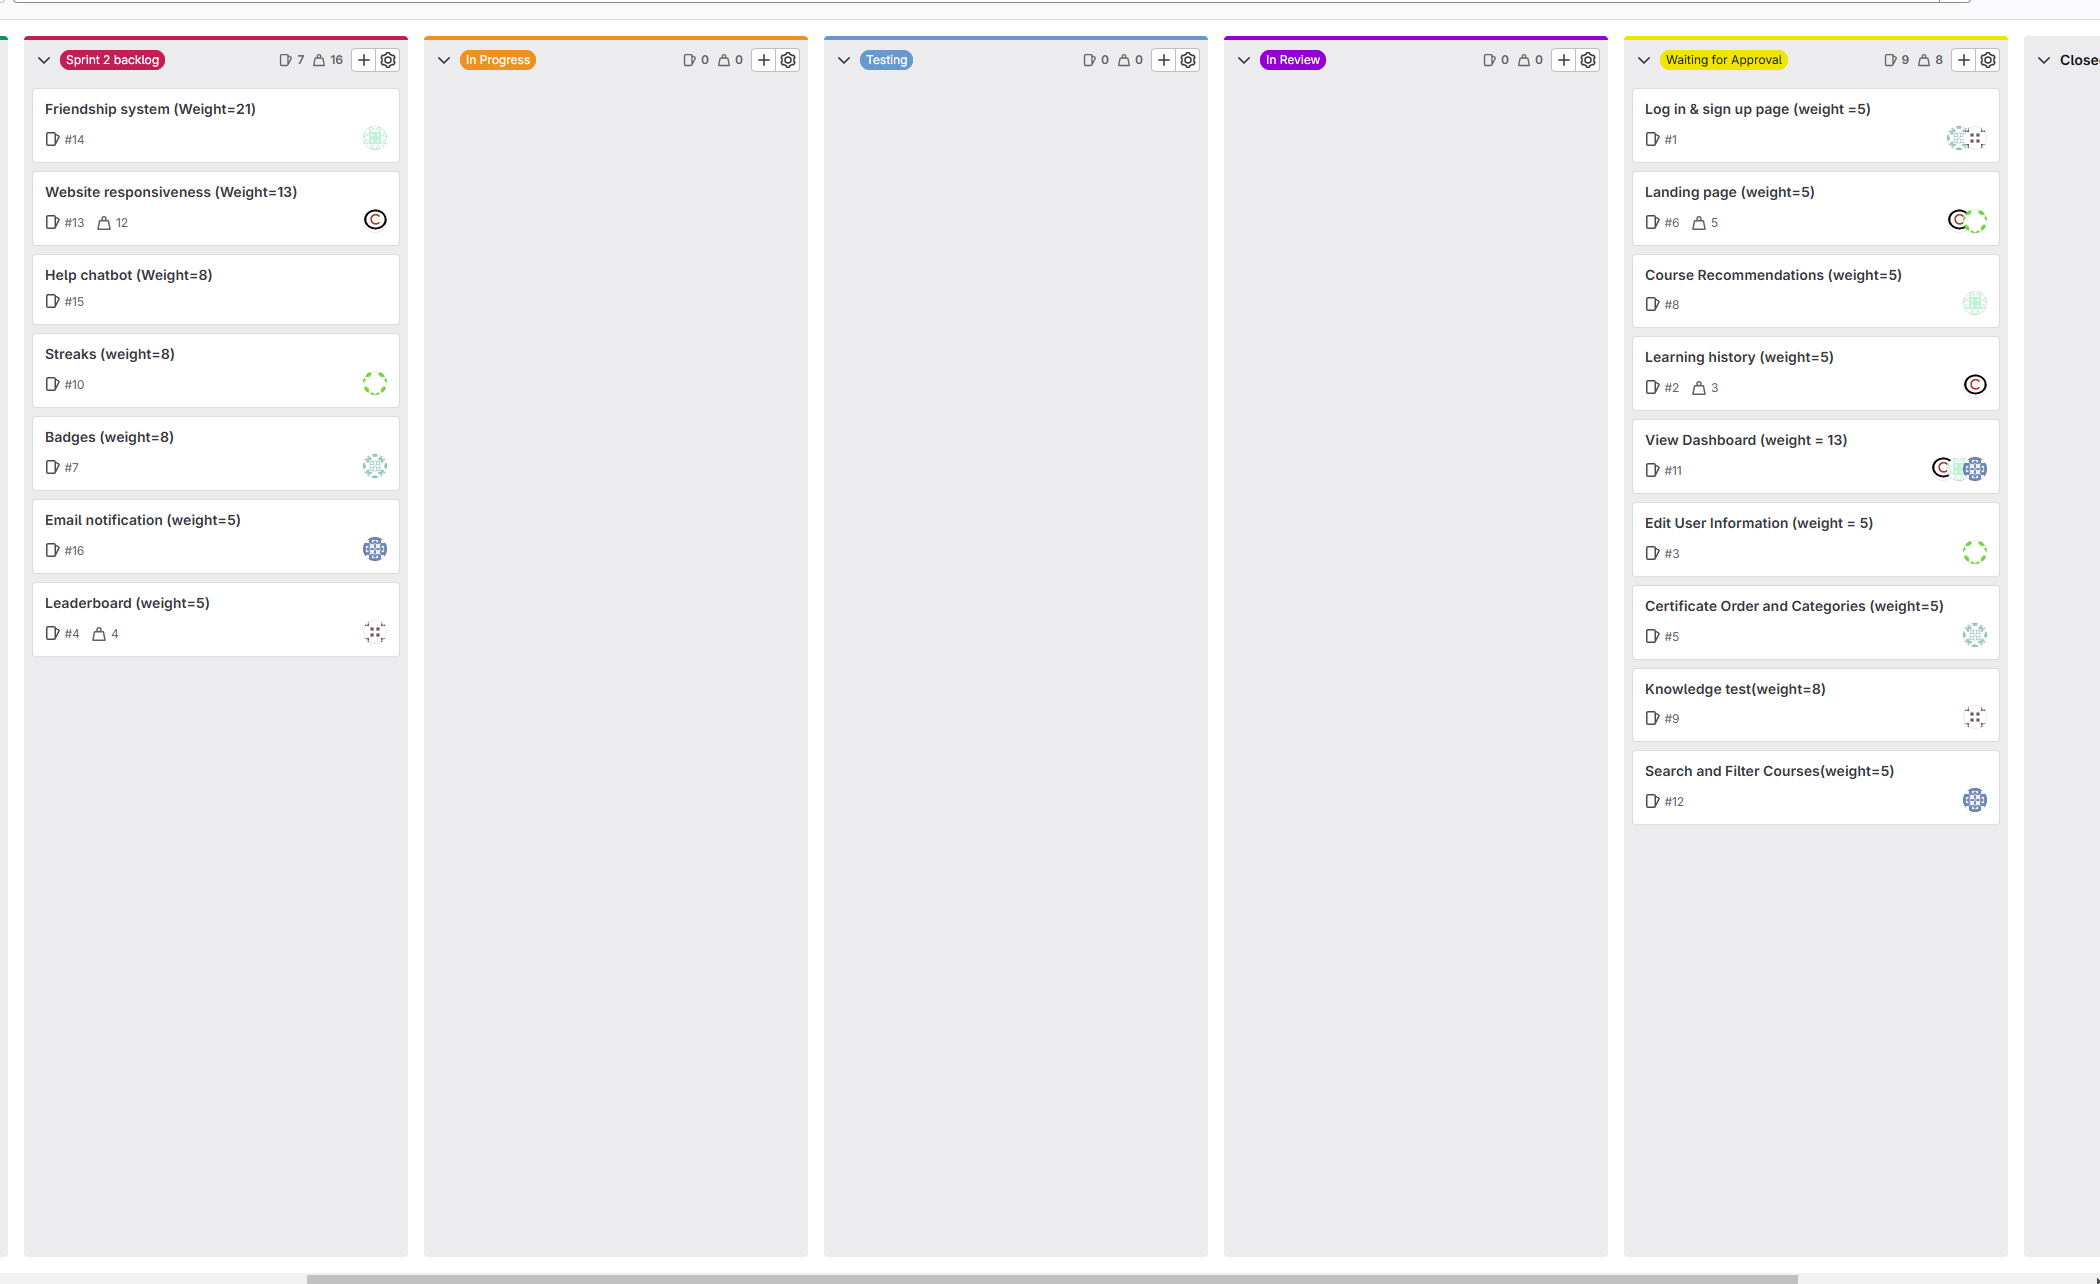 Sprint 2 backlog 7 16
Friendship system (Weight=21)
#14
Website responsiveness (Weight=13)
#13 12
Help chatbot (Weight=8)
#15
Streaks (weight=8)
#10
Badges (weight=8)
#7
Email notification (weight=5)
#16
Leaderboard (weight=5)
#4 4
In Progress 0 0
Testing 0 0
In Review 0 0
Waiting for Approval 9 8
Log in & sign up page (weight =5)
#1
Landing page (weight=5)
#6 5
Course Recommendations (weight=5)
#8
Learning history (weight=5)
#2 3
View Dashboard (weight = 13)
#11
Edit User Information (weight = 5)
#3
Certificate Order and Categories (weight=5)
#5
Knowledge test(weight=8)
#9
Search and Filter Courses(weight=5)
#12
Close